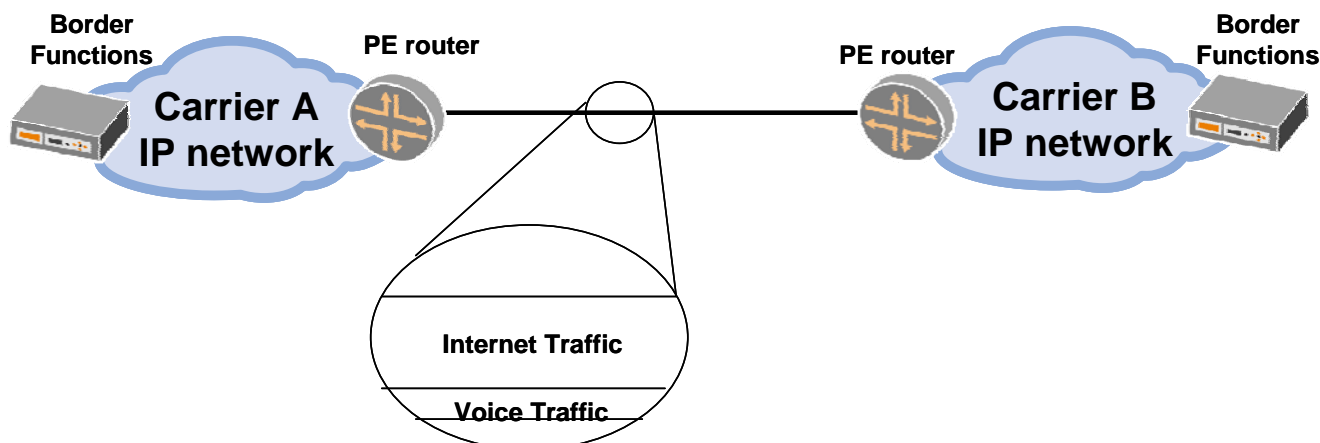 Border
Functions
PE router
Carrier A
IP network
PE router
Carrier B
IP network
Border
Functions
Internet Traffic
Voice Traffic